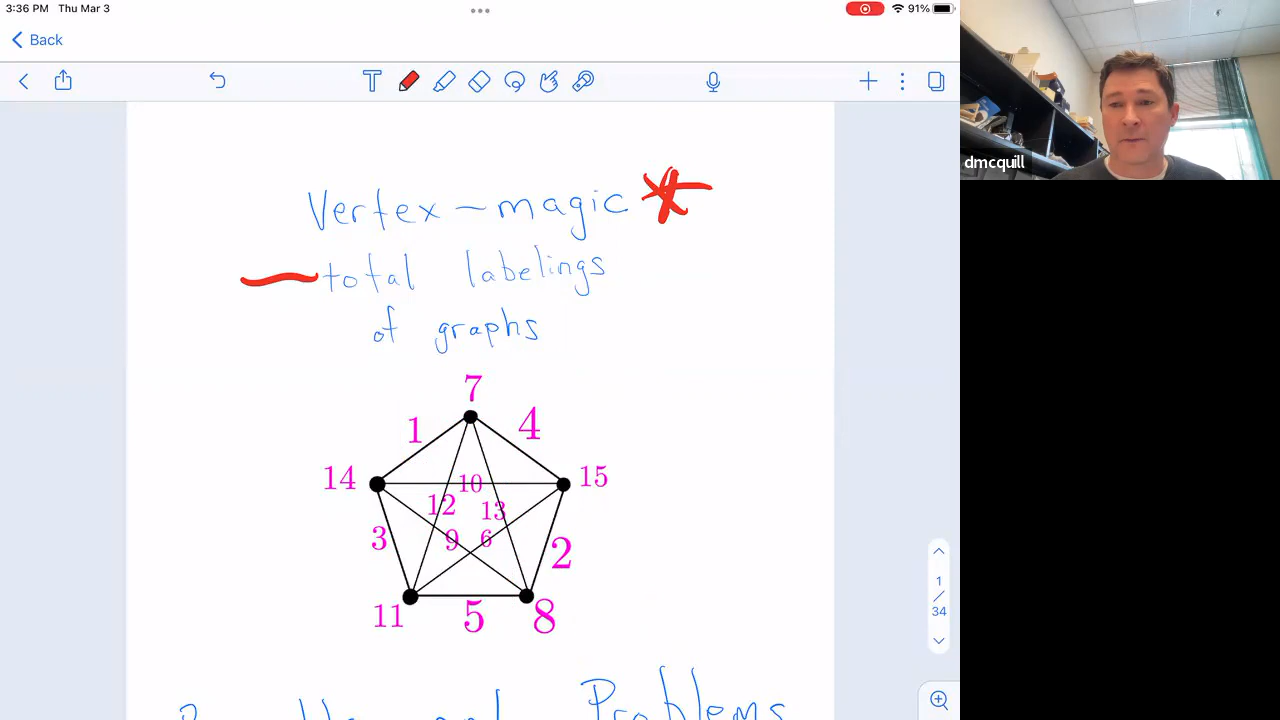 3:36 PM Thu Mar 3
91%
Back
dmcquill
Vertex-magic
total labelings
of graphs
7
1
4
14
10
15
12
13
3
9
6
2
11
5
8
1
/
34
Problems